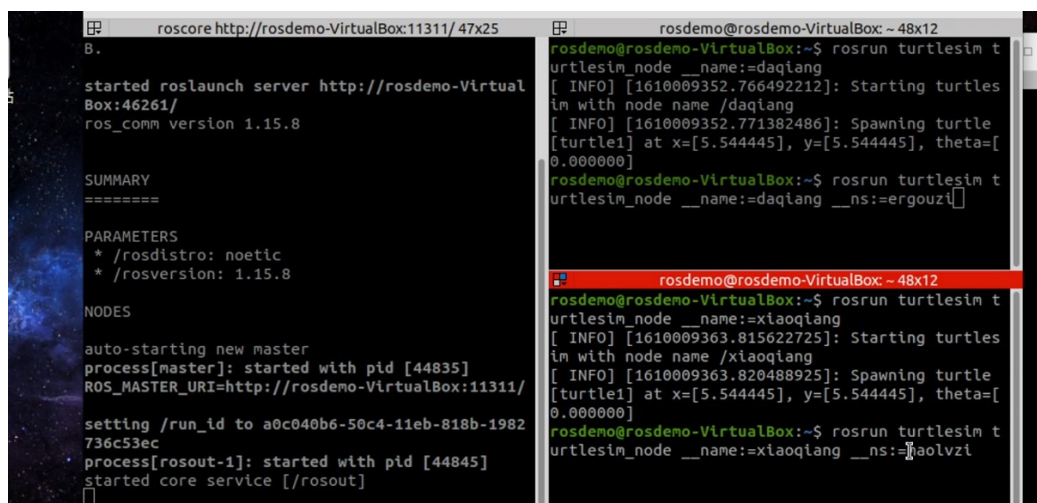 roscore http://rosdemo-VirtualBox:11311/ 47x25
B.
started roslaunch server http://rosdemo-Virtual
Box:46261/
ros_comm version 1.15.8
SUMMARY
========
PARAMETERS
* /rosdistro: noetic
* /rosversion: 1.15.8
NODES
auto-starting new master
process[master]: started with pid [44835]
ROS_MASTER_URI=http://rosdemo-VirtualBox:11311/
setting /run_id to a0c040b6-50c4-11eb-818b-1982
736c53ec
process[rosout-1]: started with pid [44845]
started core service [/rosout]
rosdemo@rosdemo-VirtualBox: ~ 48x12
rosdemo@rosdemo-VirtualBox:~$ rosrun turtlesim t
urtlesim_node __name:=daqiang
[ INFO] [1610009352.766492212]: Starting turtles
im with node name /daqiang
[ INFO] [1610009352.771382486]: Spawning turtle
[turtle1] at x=[5.544445], y=[5.544445], theta=[
0.000000]
rosdemo@rosdemo-VirtualBox:~$ rosrun turtlesim t
urtlesim_node __name:=daqiang __ns:=ergouzi
rosdemo@rosdemo-VirtualBox: ~ 48x12
rosdemo@rosdemo-VirtualBox:~$ rosrun turtlesim t
urtlesim_node __name:=xiaoqiang
[ INFO] [1610009363.815622725]: Starting turtles
im with node name /xiaoqiang
[ INFO] [1610009363.820488925]: Spawning turtle
[turtle1] at x=[5.544445], y=[5.544445], theta=[
0.000000]
rosdemo@rosdemo-VirtualBox:~$ rosrun turtlesim t
urtlesim_node __name:=xiaoqiang __ns:=maolvzi